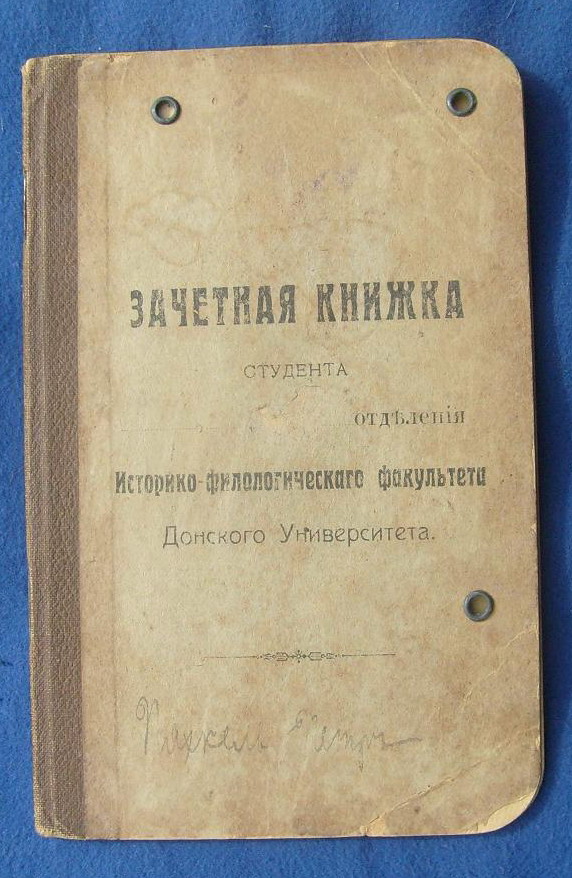 ЗАЧЕТНАЯ КНИЖКА
СТУДЕНТА
отдѣленія
Историко-филологическаго факультета
Донского Университета.